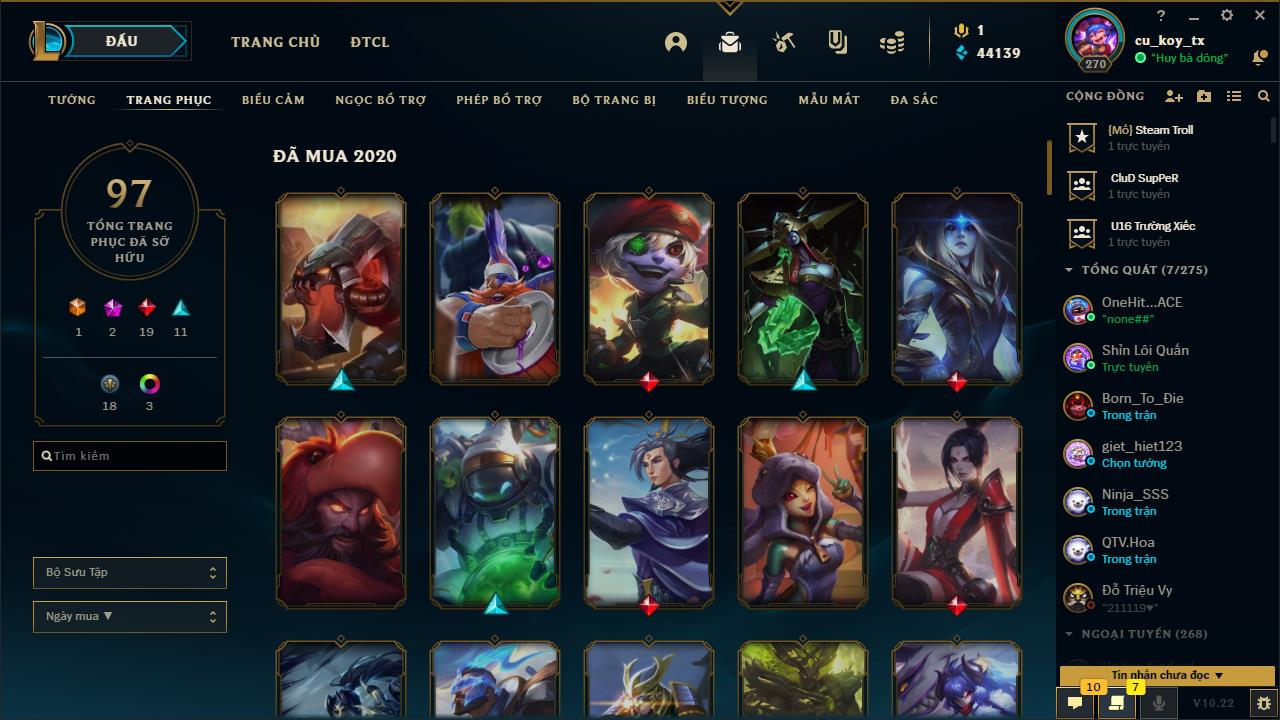 ĐẤU
TRANG CHỦ
ĐTCL
1
44139
270
cu_koy_tx
"Huy bà dông"
TƯỚNG
TRANG PHỤC
BIỂU CẢM
NGỌC BỔ TRỢ
PHÉP BỔ TRỢ
BỘ TRANG BỊ
BIỂU TƯỢNG
MẪU MẮT
ĐA SẮC
97
TỔNG TRANG
PHỤC ĐÃ SỞ
HỮU
1
2
19
11
18
3
Tìm kiếm
Bộ Sưu Tập
Ngày mua ▼
ĐÃ MUA 2020
CỘNG ĐỒNG
[Mở] Steam Troll
1 trực tuyến
CluD SupPeR
1 trực tuyến
U16 Trường Xiếc
1 trực tuyến
TỔNG QUÁT (7/275)
OneHit...ACE
"none##"
Shin Lôi Quấn
Trực tuyến
Born_To_Đie
Trong trận
giet_hiet123
Chọn tướng
Ninja_SSS
Trong trận
QTV.Hoa
Trong trận
Đỗ Triệu Vy
"211119♥"
NGOẠI TUYẾN (268)
Tin nhắn chưa đọc ▼
10
7
V10.22